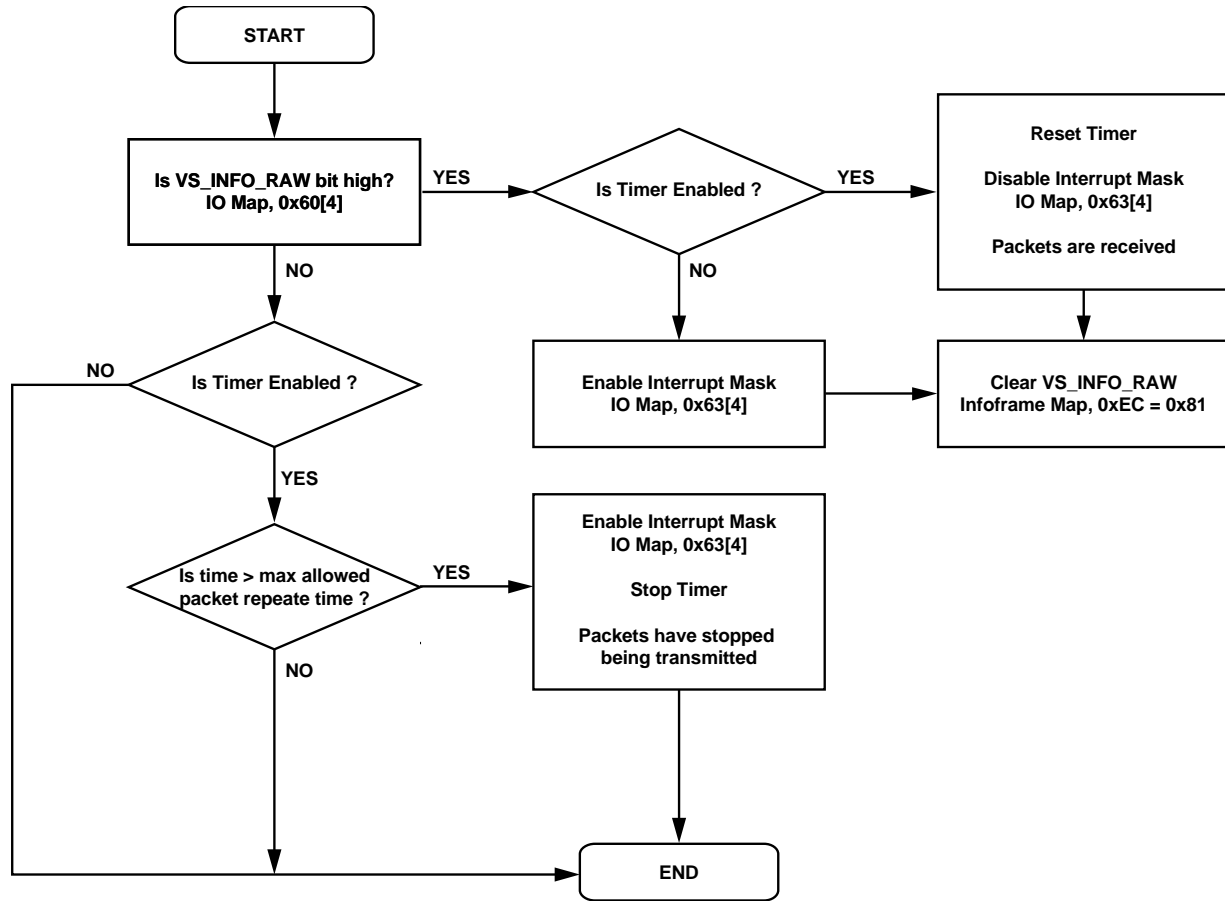 START
Is VS_INFO_RAW bit high?
IO Map, 0x60[4]
YES
Is Timer Enabled ?
YES
Reset Timer
Disable Interrupt Mask
IO Map, 0x63[4]
Packets are received
NO
NO
Is Timer Enabled ?
NO
Enable Interrupt Mask
IO Map, 0x63[4]
Clear VS_INFO_RAW
Infoframe Map, 0xEC = 0x81
YES
Is time > max allowed
packet repeate time ?
YES
Enable Interrupt Mask
IO Map, 0x63[4]
Stop Timer
Packets have stopped
being transmitted
NO
END